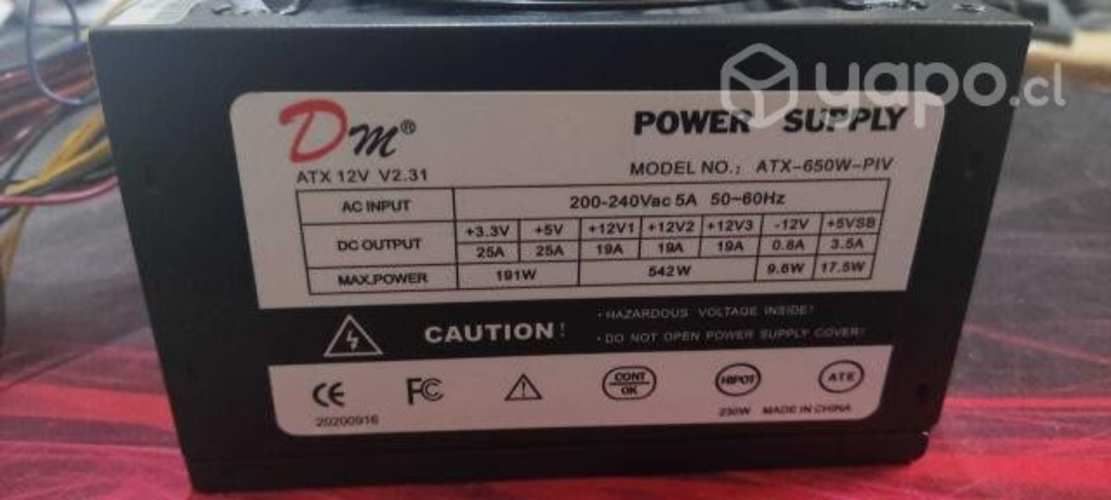 yapo.cl
Dm®
POWER SUPPLY
ATX 12V V2.31
MODEL NO.: ATX-650W-PIV
AC INPUT 200-240Vac 5A 50~60Hz
DC OUTPUT +3.3V +5V +12V1 +12V2 +12V3 -12V +5VSB
25A 25A 19A 19A 19A 0.8A 3.5A
MAX.POWER 191W 542W 9.6W 17.5W
CAUTION!
·HAZARDOUS VOLTAGE INSIDE!
·DO NOT OPEN POWER SUPPLY COVER!
CE FC CONT OK HIPOT ATE
20200916 230W MADE IN CHINA